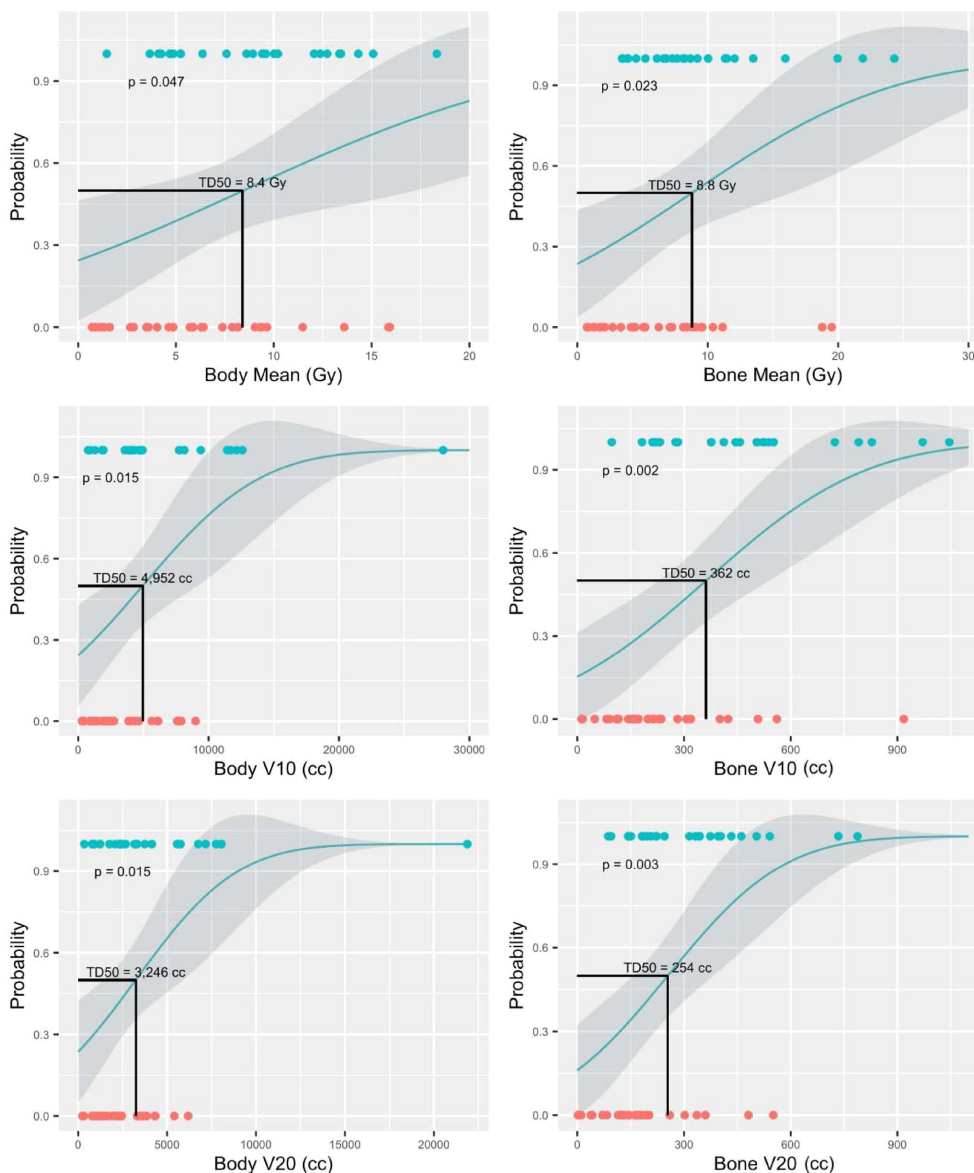 p = 0.047
TD50 = 8.4 Gy
Probability
0.9
0.6
0.3
0.0
0
5
10
15
20
Body Mean (Gy)
p = 0.023
TD50 = 8.8 Gy
Probability
0.9
0.6
0.3
0.0
0
10
20
30
Bone Mean (Gy)
p = 0.015
TD50 = 4,952 cc
Probability
0.9
0.6
0.3
0.0
0
10000
20000
30000
Body V10 (cc)
p = 0.002
TD50 = 362 cc
Probability
0.9
0.6
0.3
0.0
0
300
600
900
Bone V10 (cc)
p = 0.015
TD50 = 3,246 cc
Probability
0.9
0.6
0.3
0.0
0
5000
10000
15000
20000
Body V20 (cc)
p = 0.003
TD50 = 254 cc
Probability
0.9
0.6
0.3
0.0
0
300
600
900
Bone V20 (cc)